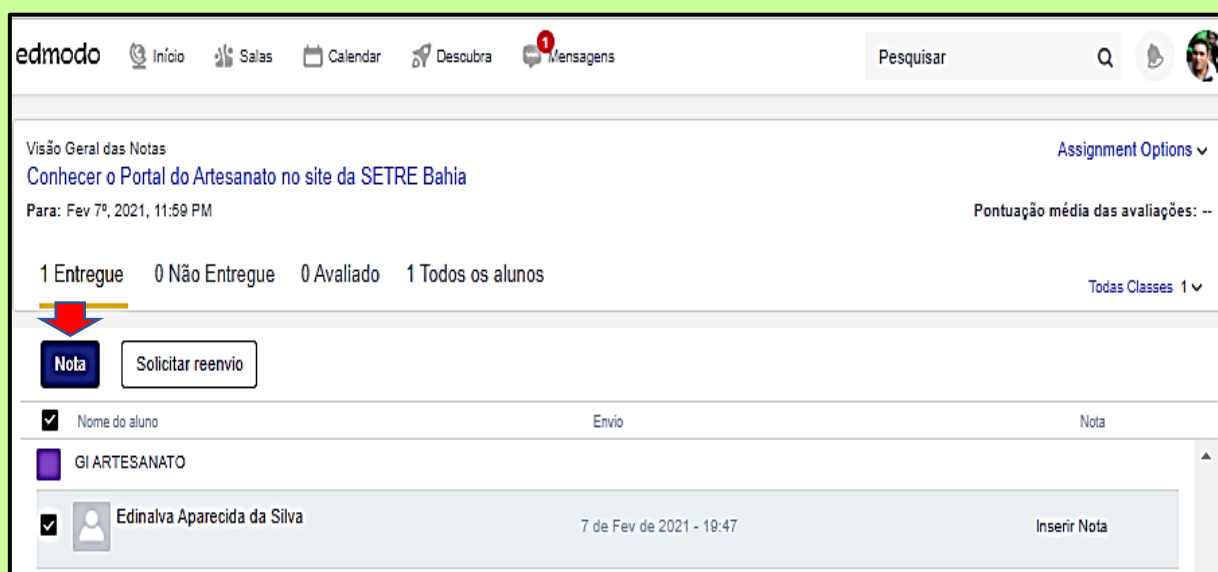 edmodo Início Salas Calendar Descubra 1 Mensagens Pesquisar
Visão Geral das Notas Assignment Options
Conhecer o Portal do Artesanato no site da SETRE Bahia
Para: Fev 7º, 2021, 11:59 PM Pontuação média das avaliações: --
1 Entregue 0 Não Entregue 0 Avaliado 1 Todos os alunos Todas Classes 1
Nota Solicitar reenvio
Nome do aluno Envio Nota
GI ARTESANATO
Edinalva Aparecida da Silva 7 de Fev de 2021 - 19:47 Inserir Nota